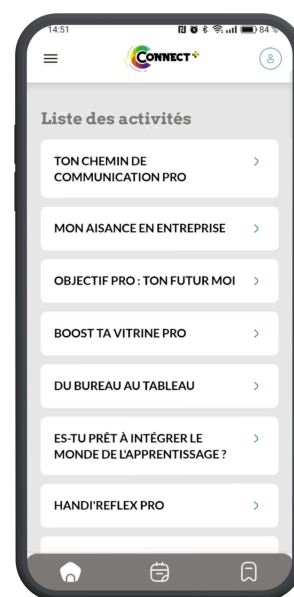 14:51 84 %
CONNECT+
Liste des activités
TON CHEMIN DE
COMMUNICATION PRO
MON AISANCE EN ENTREPRISE
OBJECTIF PRO : TON FUTUR MOI
BOOST TA VITRINE PRO
DU BUREAU AU TABLEAU
ES-TU PRÊT À INTÉGRER LE
MONDE DE L'APPRENTISSAGE ?
HANDI'REFLEX PRO